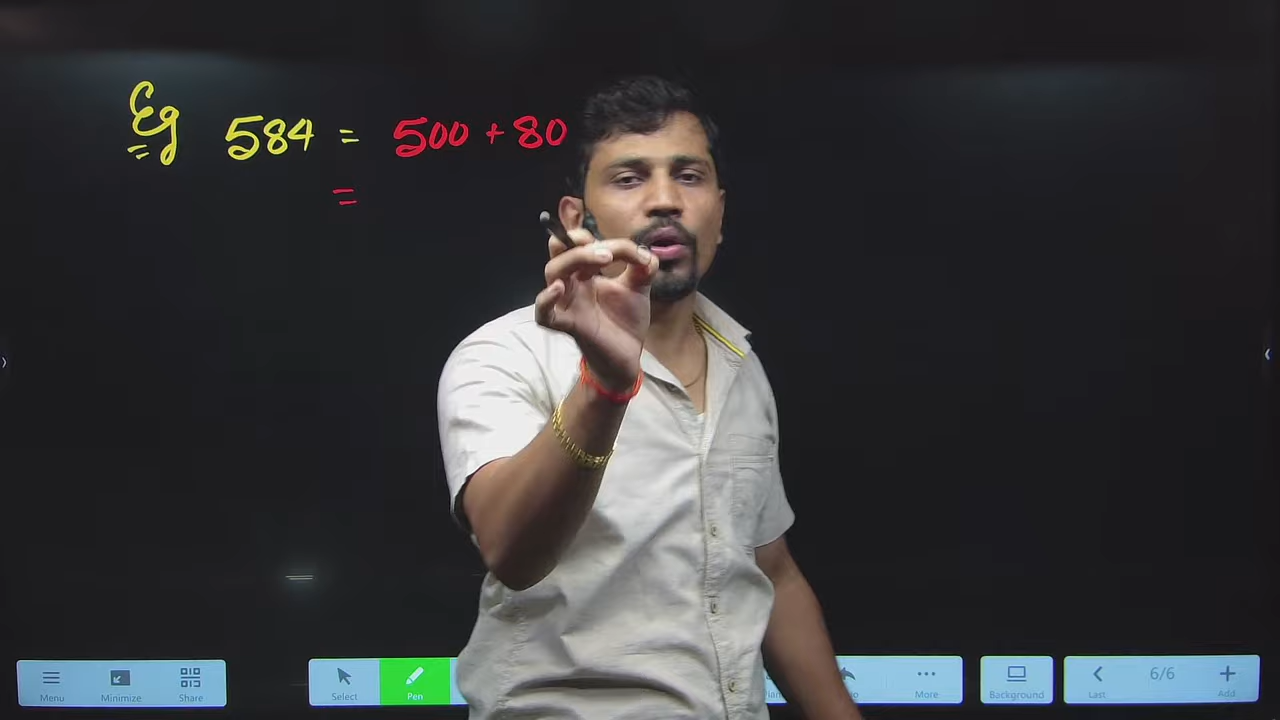 Eg 584 = 500 + 80
=
Menu Minimize Share Select Pen More Background Last 6/6 Add